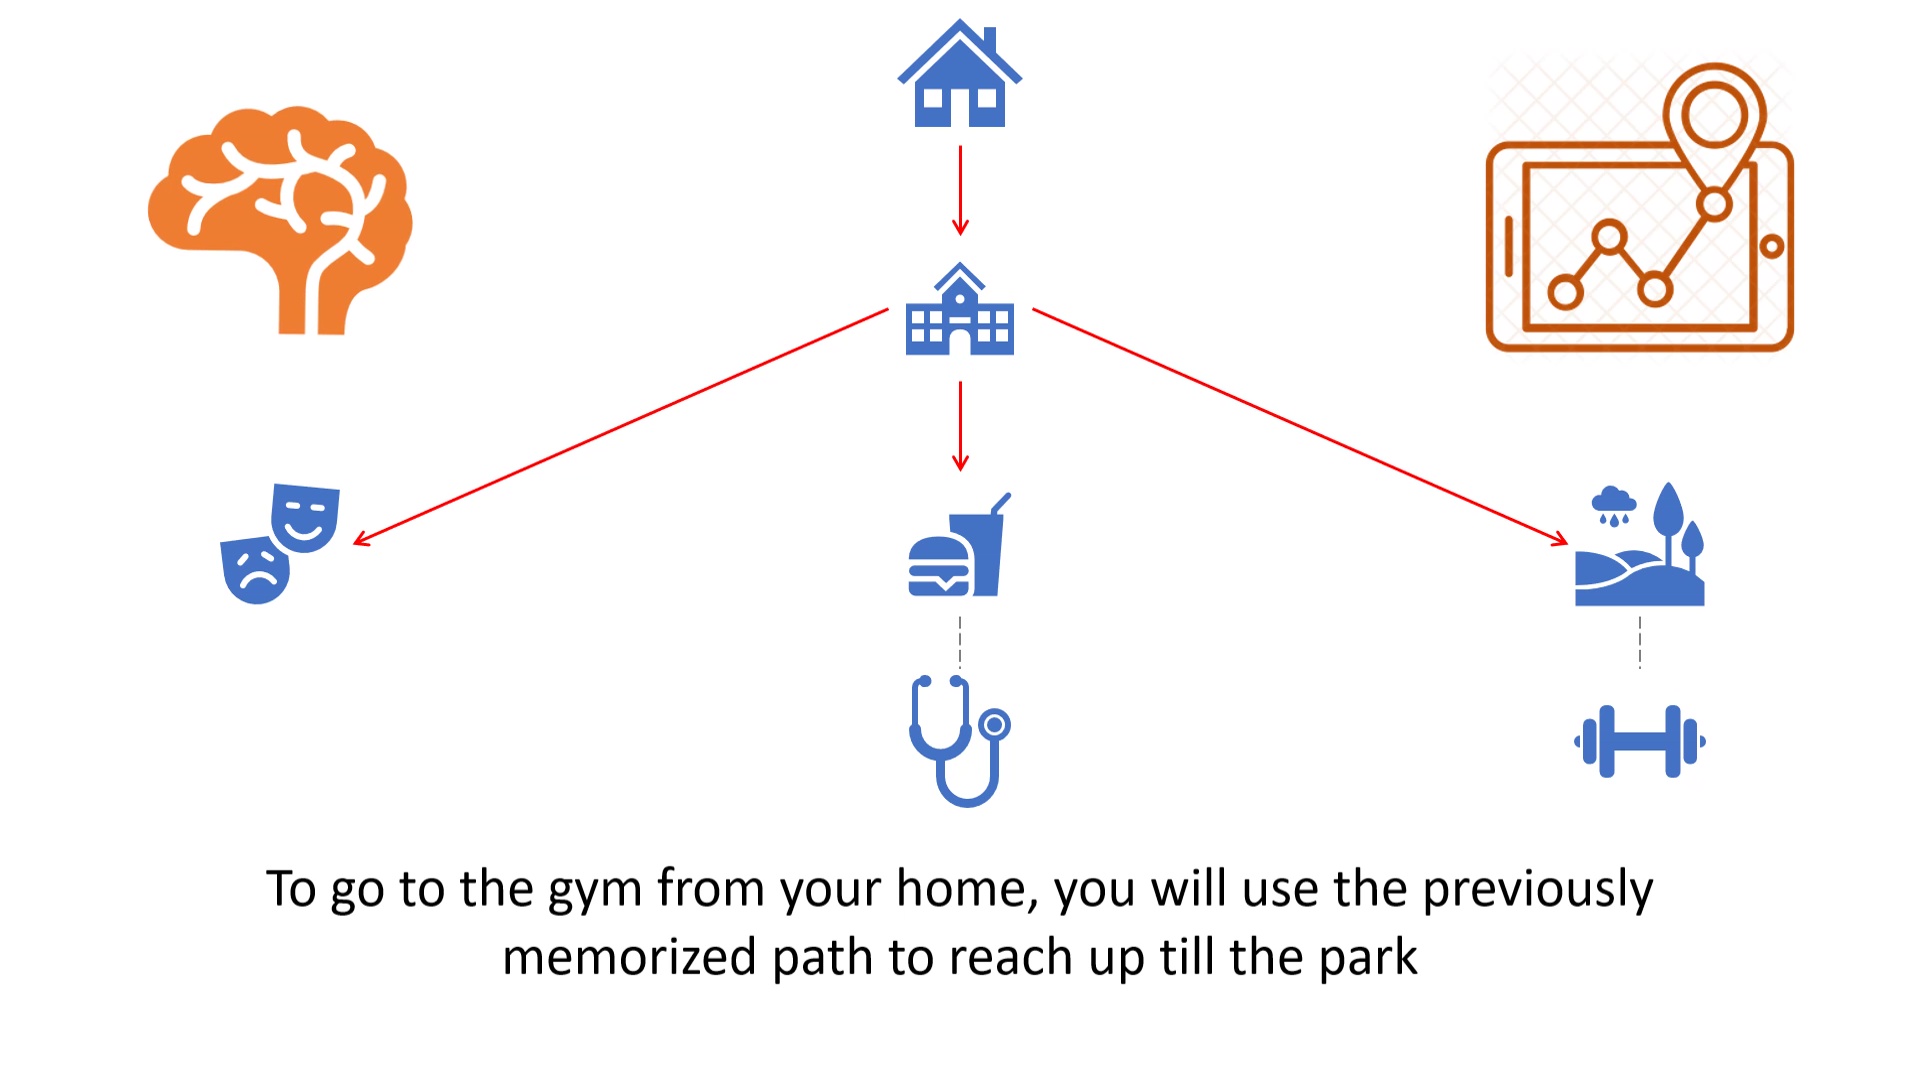 To go to the gym from your home, you will use the previously
memorized path to reach up till the park